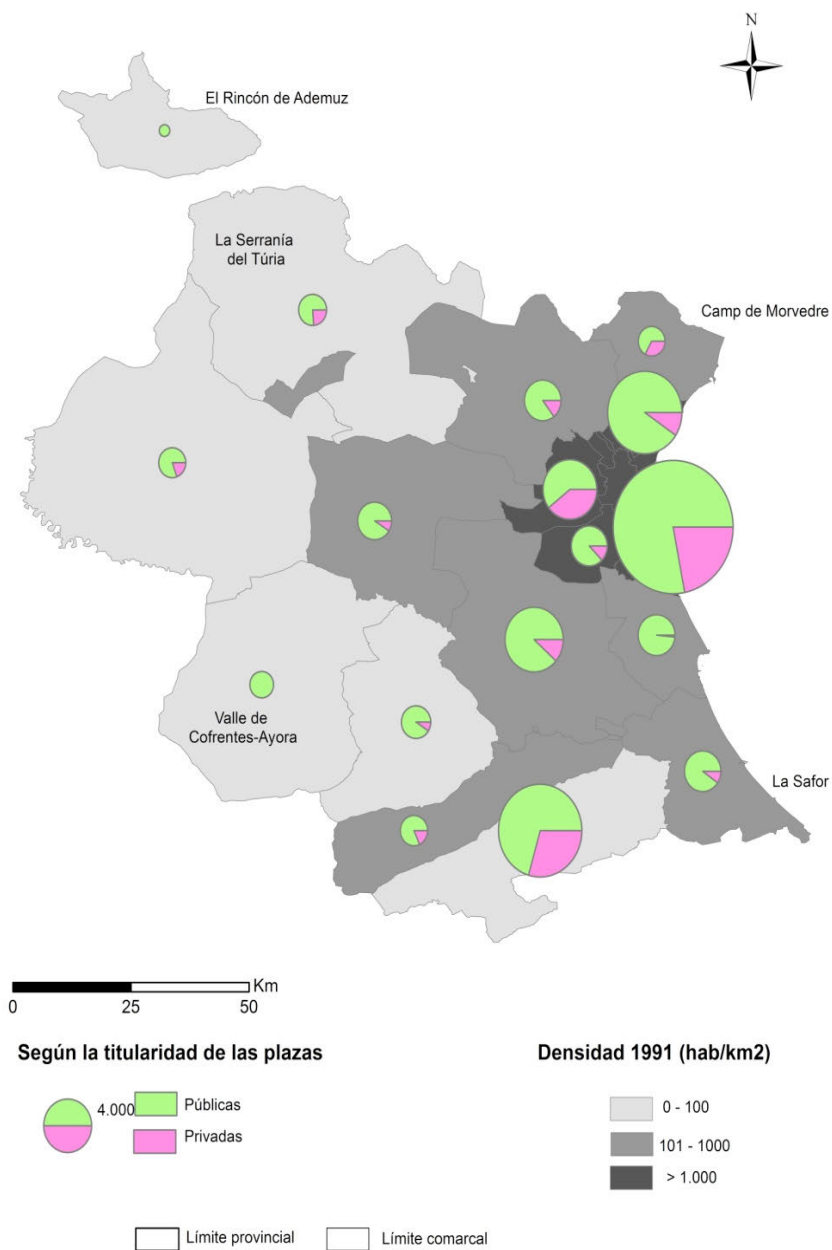 N
El Rincón de Ademuz
La Serranía
del Túria
Camp de Morvedre
Valle de
Cofrentes-Ayora
La Safor
Km
0 25 50
Según la titularidad de las plazas
4.000
Públicas
Privadas
Densidad 1991 (hab/km2)
0 - 100
101 - 1000
> 1.000
Límite provincial
Límite comarcal